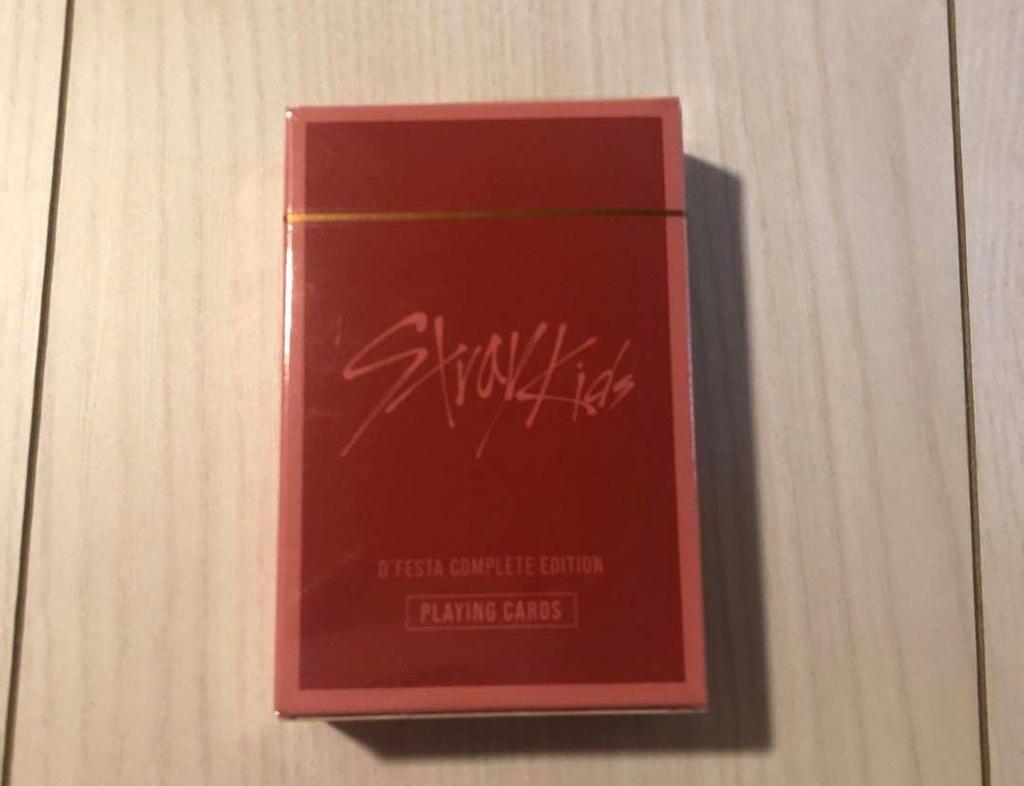 Stray Kids
D'FESTA COMPLETE EDITION
PLAYING CARDS